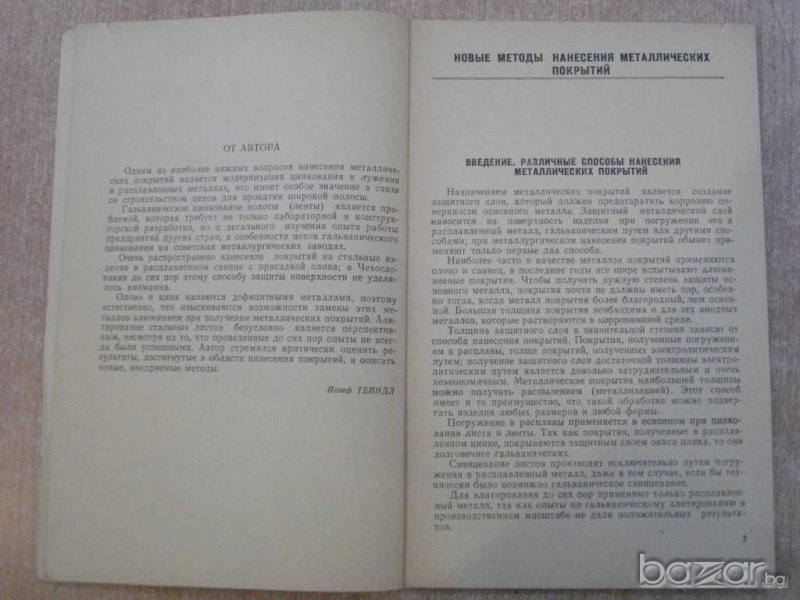 ОТ АВТОРА
Одним из наиболее важных вопросов нанесения металличе-
ских покрытий является модернизация цинкования и лужения
в расплавленных металлах, что имеет особое значение в связи
со строительством цехов для прокатки широкой полосы.
Гальваническое цинкование полосы (ленты) является про-
блемой, которая требует не только лабораторной и конструк-
торской разработки, но и детального изучения опыта работы
предприятий других стран, в особенности цехов гальванического
цинкования на советских металлургических заводах.
Очень распространено нанесение покрытий на стальные из-
делия в расплавленном свинце с присадкой олова; в Чехосло-
вакии до сих пор этому способу защиты поверхности не уделя-
лось внимания.
Олово и цинк являются дефицитными металлами, поэтому
естественно, что изыскиваются возможности замены этих ме-
таллов алюминием при получении металлических покрытий. Али-
тирование стальных листов безусловно является перспектив-
ным, несмотря на то, что проведенные до сих пор опыты не все-
гда были успешными. Автор стремился критически оценить ре-
зультаты, достигнутые в области нанесения покрытий, и описать
новые, внедряемые методы.
Йозеф ТЕЙНДЛ
НОВЫЕ МЕТОДЫ НАНЕСЕНИЯ МЕТАЛЛИЧЕСКИХ
ПОКРЫТИЙ
ВВЕДЕНИЕ. РАЗЛИЧНЫЕ СПОСОБЫ НАНЕСЕНИЯ
МЕТАЛЛИЧЕСКИХ ПОКРЫТИЙ
Назначением металлических покрытий является создание
защитного слоя, который должен предотвратить коррозию по-
верхности основного металла. Защитный металлический слой
наносится на поверхность изделия при погружении его в
расплавленный металл, гальваническим путем или другими спо-
собами; при металлургическом нанесении покрытий обычно при-
меняют только первые два способа.
Наиболее часто в качестве металлов покрытий применяются
олово и свинец, в последние годы все шире испытывают алюми-
ниевые покрытия. Чтобы получить нужную степень защиты ос-
новного металла, покрытия почти не должны иметь пор, особен-
но тогда, когда металл покрытия более благородный, чем основ-
ной. Большая толщина покрытия необходима и для тех вводных
металлов, которые растворяются в коррозионной среде.
Толщина защитного слоя в значительной степени зависит от
способа нанесения покрытия. Покрытия, полученные погружени-
ем в расплавы, толще покрытий, полученных электролитическим
путем; получение защитного слоя достаточной толщины электро-
литическим путем является довольно затруднительным и очень
неэкономичным. Металлические покрытия наибольшей толщины
можно получить распылением (металлизацией). Этот способ
имеет и то преимущество, что такой обработке можно подвер-
гать изделия любых размеров и любой формы.
Погружение в расплавы применяется в основном при цинко-
вании листа и ленты. Так как покрытия, полученные в расплав-
ленном цинке, покрываются защитным слоем окиси цинка, то они
долговечнее гальванических.
Свинцевание листов производят исключительно путем погру-
жения в расплавленный металл, даже в том случае, если бы тех-
нически было возможно гальваническое свинцевание.
Для алитирования до сих пор применяют только расплавлен-
ный металл, так как опыты по гальваническому алитированию в
производственном масштабе не дали положительных результа-
тов.
7
bazar.bg